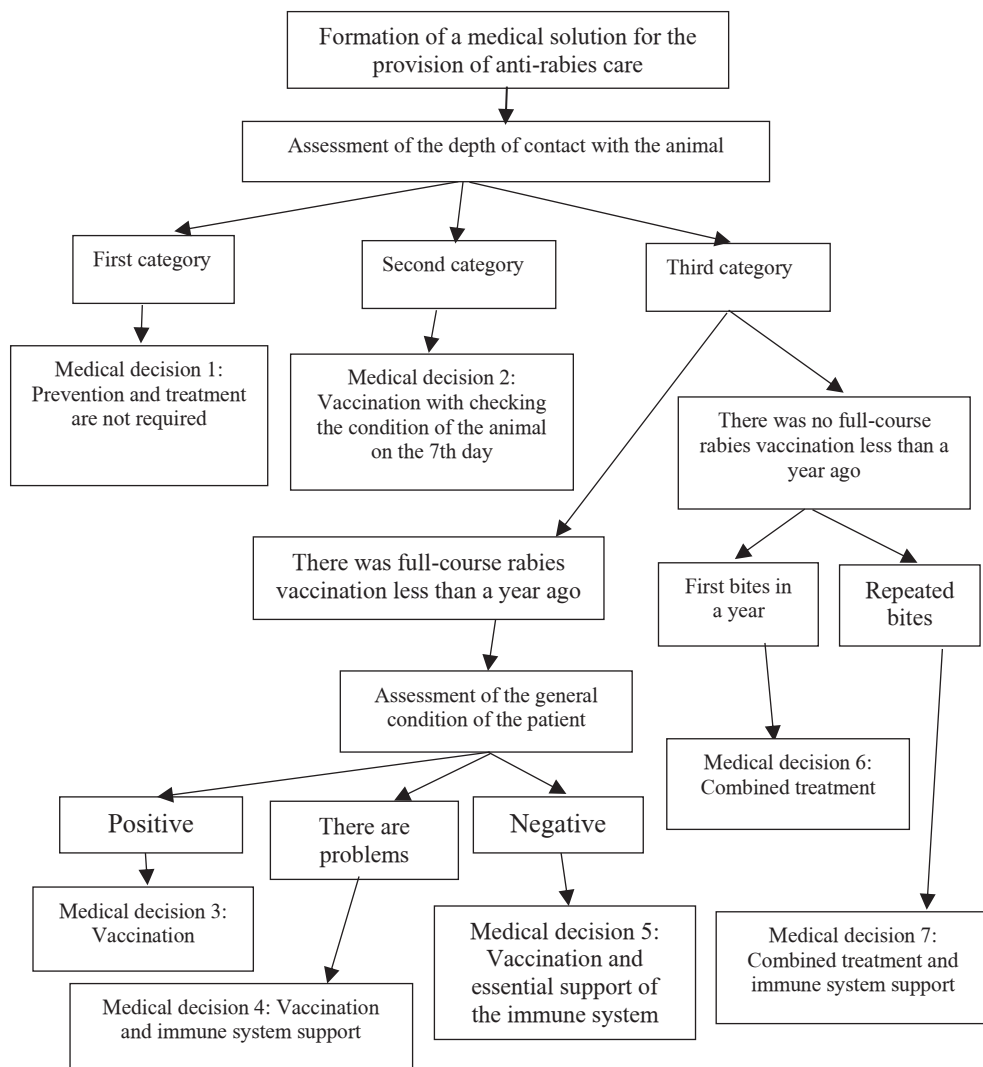 Formation of a medical solution for the
provision of anti-rabies care
Assessment of the depth of contact with the animal
First category
Second category
Third category
Medical decision 1:
Prevention and treatment
are not required
Medical decision 2:
Vaccination with checking
the condition of the animal
on the 7th day
There was no full-course
rabies vaccination less than a
year ago
There was full-course rabies
vaccination less than a year ago
First bites in
a year
Repeated
bites
Assessment of the general
condition of the patient
Medical decision 6:
Combined treatment
Positive
There are
problems
Negative
Medical decision 3:
Vaccination
Medical decision 5:
Vaccination and
essential support of
the immune system
Medical decision 7:
Combined treatment and
immune system support
Medical decision 4: Vaccination
and immune system support